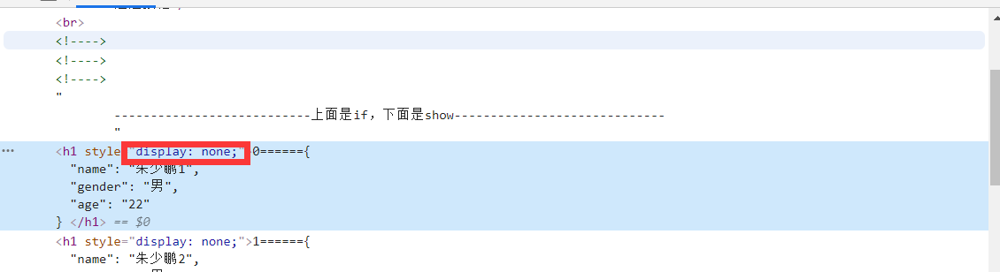 <br>
<!---->
<!---->
<!---->
"
---------------------------上面是if，下面是show-----------------------------
"
<h1 style="display: none;">0======{
"name": "朱少鹏1",
"gender": "男",
"age": "22"
} </h1> == $0
<h1 style="display: none;">1======{
"name": "朱少鹏2",